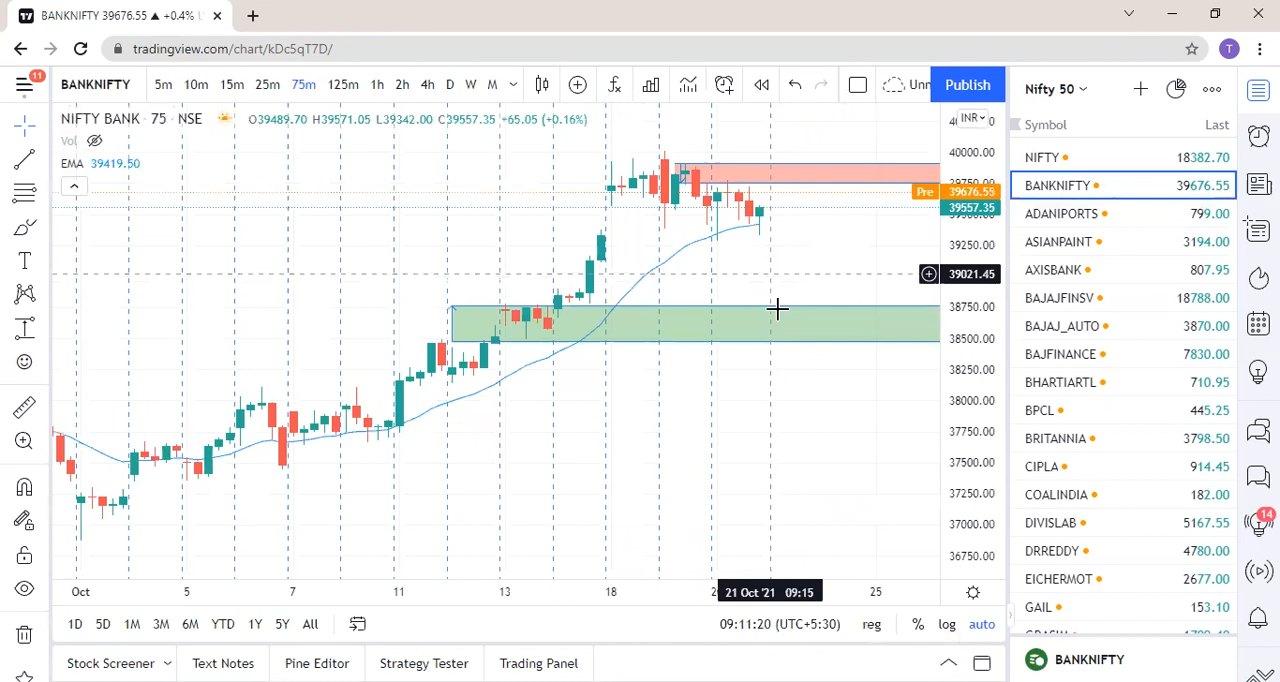 BANKNIFTY 39676.55 ▲ +0.4%
tradingview.com/chart/kDc5qT7D/
T
11
BANKNIFTY 5m 10m 15m 25m 75m 125m 1h 2h 4h D W M Unn Publish
NIFTY BANK · 75 · NSE O39489.70 H39571.05 L39342.00 C39557.35 +65.05 (+0.16%)
INR
Vol
EMA 39419.50
40000.00
39750.00
Pre 39676.55
39557.35
39500.00
39250.00
39021.45
38750.00
38500.00
38250.00
38000.00
37750.00
37500.00
37250.00
37000.00
36750.00
Oct 5 7 11 13 18 21 Oct '21 09:15 25
1D 5D 1M 3M 6M YTD 1Y 5Y All 09:11:20 (UTC+5:30) reg % log auto
Stock Screener Text Notes Pine Editor Strategy Tester Trading Panel
Nifty 50
Symbol Last
NIFTY 18382.70
BANKNIFTY 39676.55
ADANIPORTS 799.00
ASIANPAINT 3194.00
AXISBANK 807.95
BAJAJFINSV 18788.00
BAJAJ_AUTO 3870.00
BAJFINANCE 7830.00
BHARTIARTL 710.95
BPCL 445.25
BRITANNIA 3798.50
CIPLA 914.45
COALINDIA 182.00
DIVISLAB 5167.55
DRREDDY 4780.00
EICHERMOT 2677.00
GAIL 153.10
BANKNIFTY
14